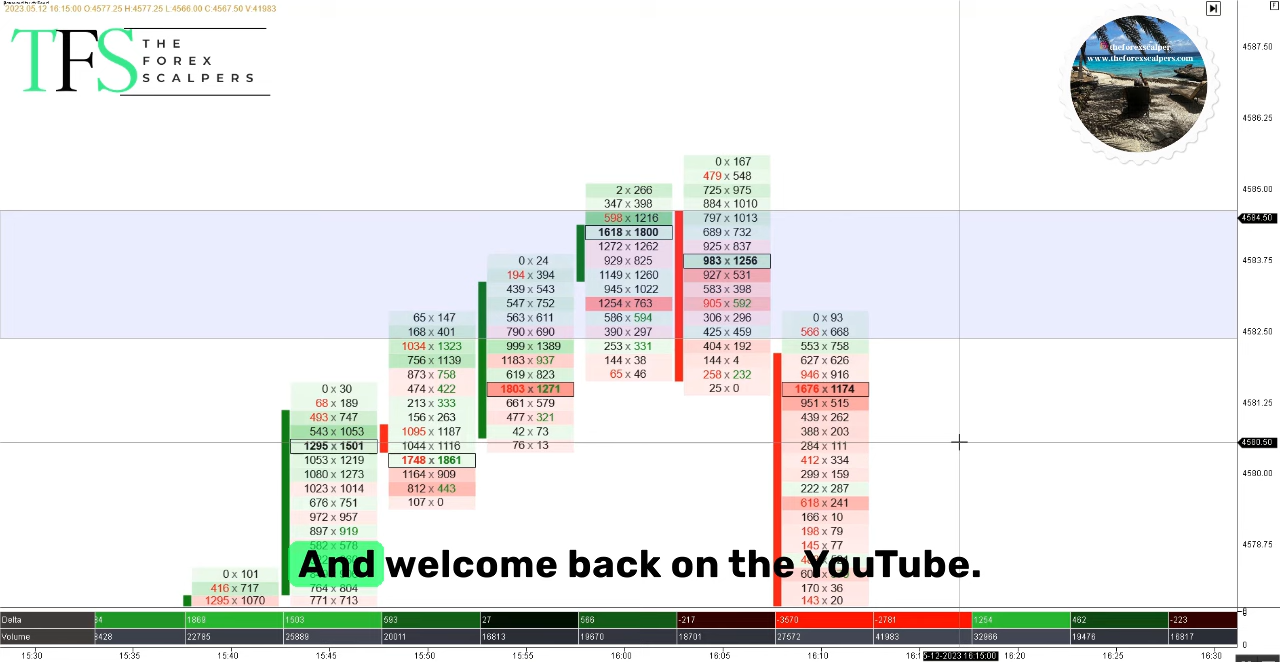 2023.05.12 16:15:00 O:4577.25 H:4577.25 L:4566.00 C:4567.50 V:41983
TFS
THE
FOREX
SCALPERS
theforexscalper
www.theforexscalpers.com
4587.50
4586.25
4585.00
4584.50
4583.75
4582.50
4581.25
4580.50
4580.00
4578.75
0 x 101
416 x 717
1295 x 1070
0 x 30
68 x 189
493 x 747
543 x 1053
1295 x 1501
1053 x 1219
1080 x 1273
1023 x 1014
676 x 751
972 x 957
897 x 919
582 x 578
764 x 804
771 x 713
65 x 147
168 x 401
1034 x 1323
756 x 1139
873 x 758
474 x 422
213 x 333
156 x 263
1095 x 1187
1044 x 1116
1748 x 1861
1164 x 909
812 x 443
107 x 0
0 x 24
194 x 394
439 x 543
547 x 752
563 x 611
790 x 690
999 x 1389
1183 x 937
619 x 823
1803 x 1271
661 x 579
477 x 321
42 x 73
76 x 13
2 x 266
347 x 398
598 x 1216
1618 x 1800
1272 x 1262
929 x 825
1149 x 1260
945 x 1022
1254 x 763
586 x 594
390 x 297
253 x 331
144 x 38
65 x 46
0 x 167
479 x 548
725 x 975
884 x 1010
797 x 1013
689 x 732
925 x 837
983 x 1256
927 x 531
583 x 398
905 x 592
306 x 296
425 x 459
404 x 192
144 x 4
258 x 232
25 x 0
0 x 93
566 x 668
553 x 758
627 x 626
946 x 916
1676 x 1174
951 x 515
439 x 262
388 x 203
284 x 111
412 x 334
299 x 159
222 x 287
618 x 241
166 x 10
198 x 79
145 x 77
170 x 36
143 x 20
And welcome back on the YouTube.
Delta 1869 1503 593 27 566 -217 -3570 -2781 1254 462 -223
Volume 22785 25889 20011 16813 19670 18701 27572 41983 32966 19476 16817
15:30 15:35 15:40 15:45 15:50 15:55 16:00 16:05 16:10 5-12-2023 16:15:00 16:20 16:25 16:30